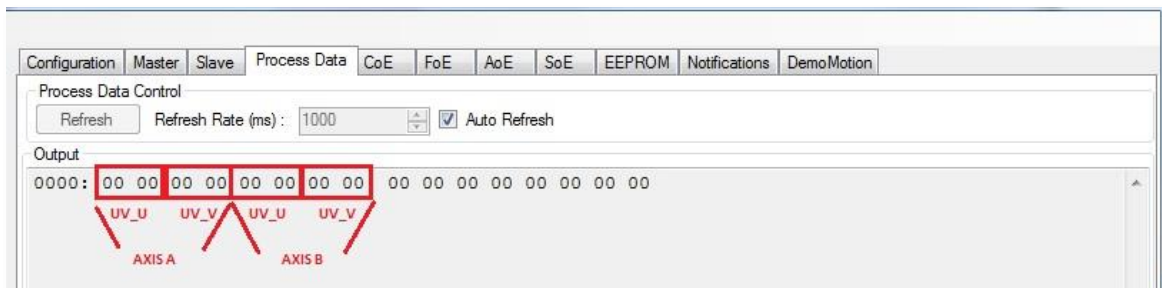 Configuration Master Slave Process Data CoE FoE AoE SoE EEPROM Notifications DemoMotion
Process Data Control
Refresh Refresh Rate (ms) : 1000 Auto Refresh
Output
0000: 00 00 00 00 00 00 00 00 00 00 00 00 00 00 00 00
UV_U UV_V UV_U UV_V
AXIS A AXIS B